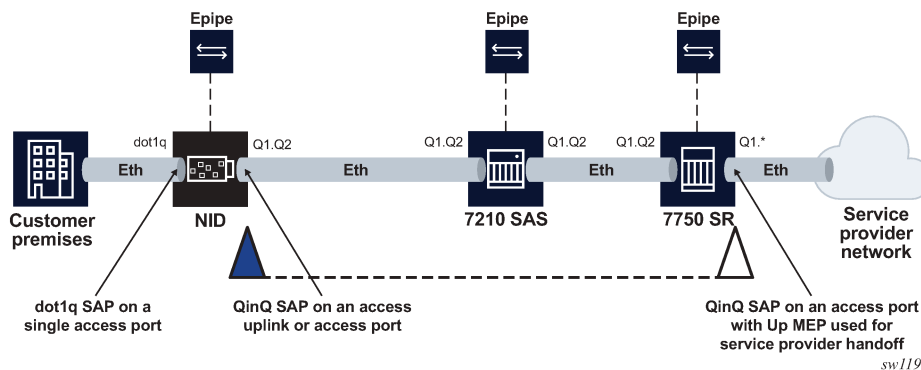 Epipe
Epipe
Epipe
dot1q
Q1.Q2
Q1.Q2
Q1.Q2
Q1.Q2
Q1.*
Eth
Eth
Eth
Eth
Customer
premises
NID
7210 SAS
7750 SR
Service
provider
network
dot1q SAP on a
single access port
QinQ SAP on an access
uplink or access port
QinQ SAP on an access port
with Up MEP used for
service provider handoff
sw119